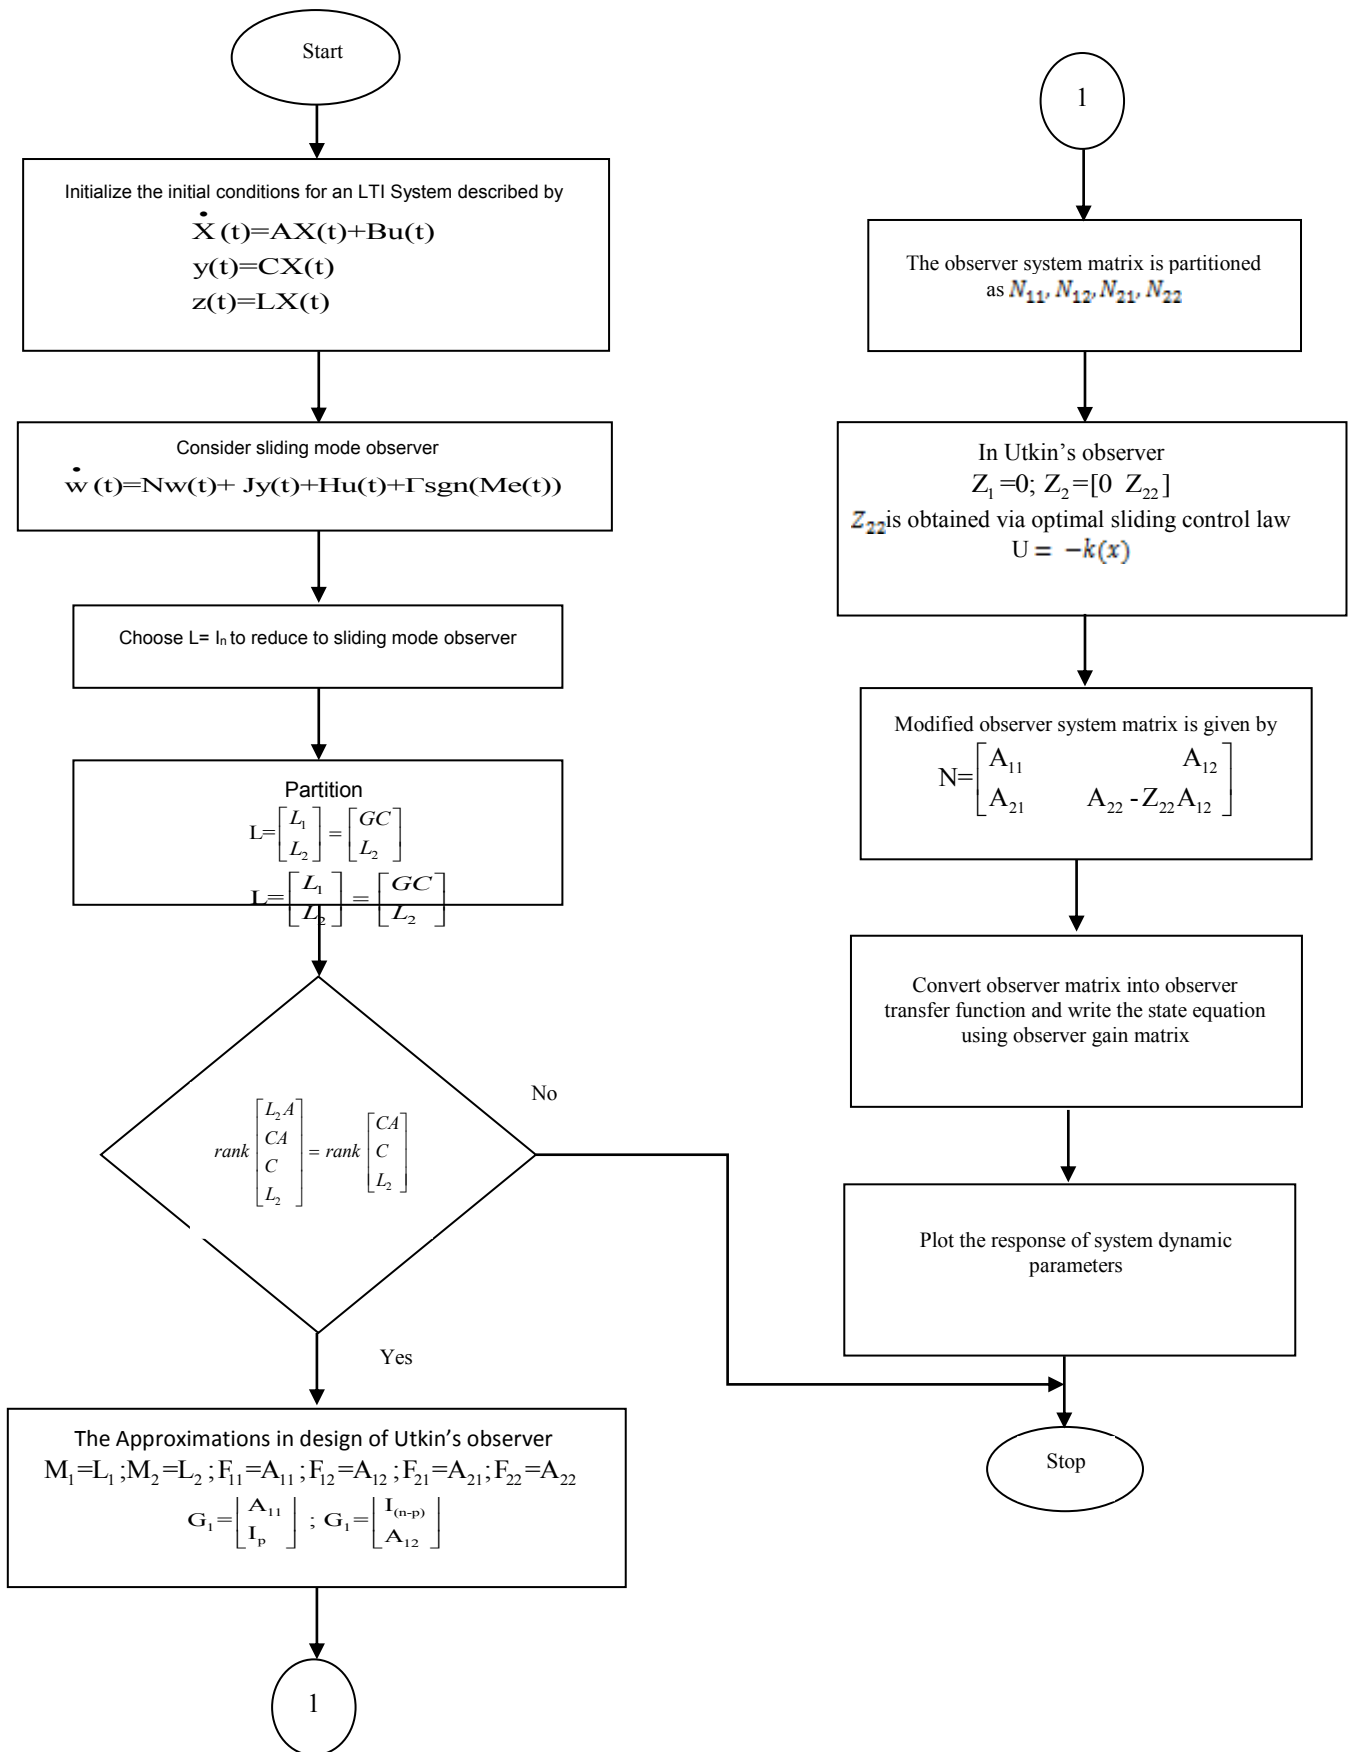 Start
Initialize the initial conditions for an LTI System described by
Ẋ(t)=AX(t)+Bu(t)
y(t)=CX(t)
z(t)=LX(t)
Consider sliding mode observer
ẇ(t)=Nw(t)+ Jy(t)+Hu(t)+Γsgn(Me(t))
Choose L= Iₙ to reduce to sliding mode observer
Partition
L=[L₁ L₂] = [GC L₂]
L=[L₁ L₂] = [GC L₂]
rank [L₂A CA C L₂] = rank [CA C L₂]
No
Yes
The Approximations in design of Utkin's observer
M₁=L₁;M₂=L₂;F₁₁=A₁₁;F₁₂=A₁₂;F₂₁=A₂₁;F₂₂=A₂₂
G₁=[A₁₁ Iₚ] ; G₁=[I₍ₙ₋ₚ₎ A₁₂]
1
1
The observer system matrix is partitioned
as N₁₁, N₁₂, N₂₁, N₂₂
In Utkin's observer
Z₁=0; Z₂=[0 Z₂₂]
Z₂₂ is obtained via optimal sliding control law
U = −k(x)
Modified observer system matrix is given by
N=[A₁₁ A₁₂
A₂₁ A₂₂ - Z₂₂A₁₂]
Convert observer matrix into observer
transfer function and write the state equation
using observer gain matrix
Plot the response of system dynamic
parameters
Stop